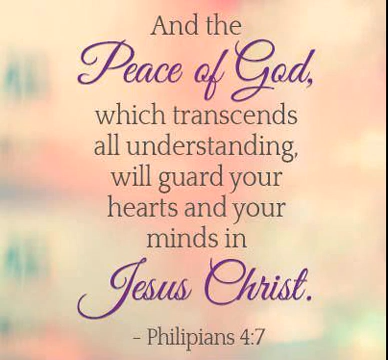 And the
Peace of God,
which transcends
all understanding,
will guard your
hearts and your
minds in
Jesus Christ.
- Philipians 4:7